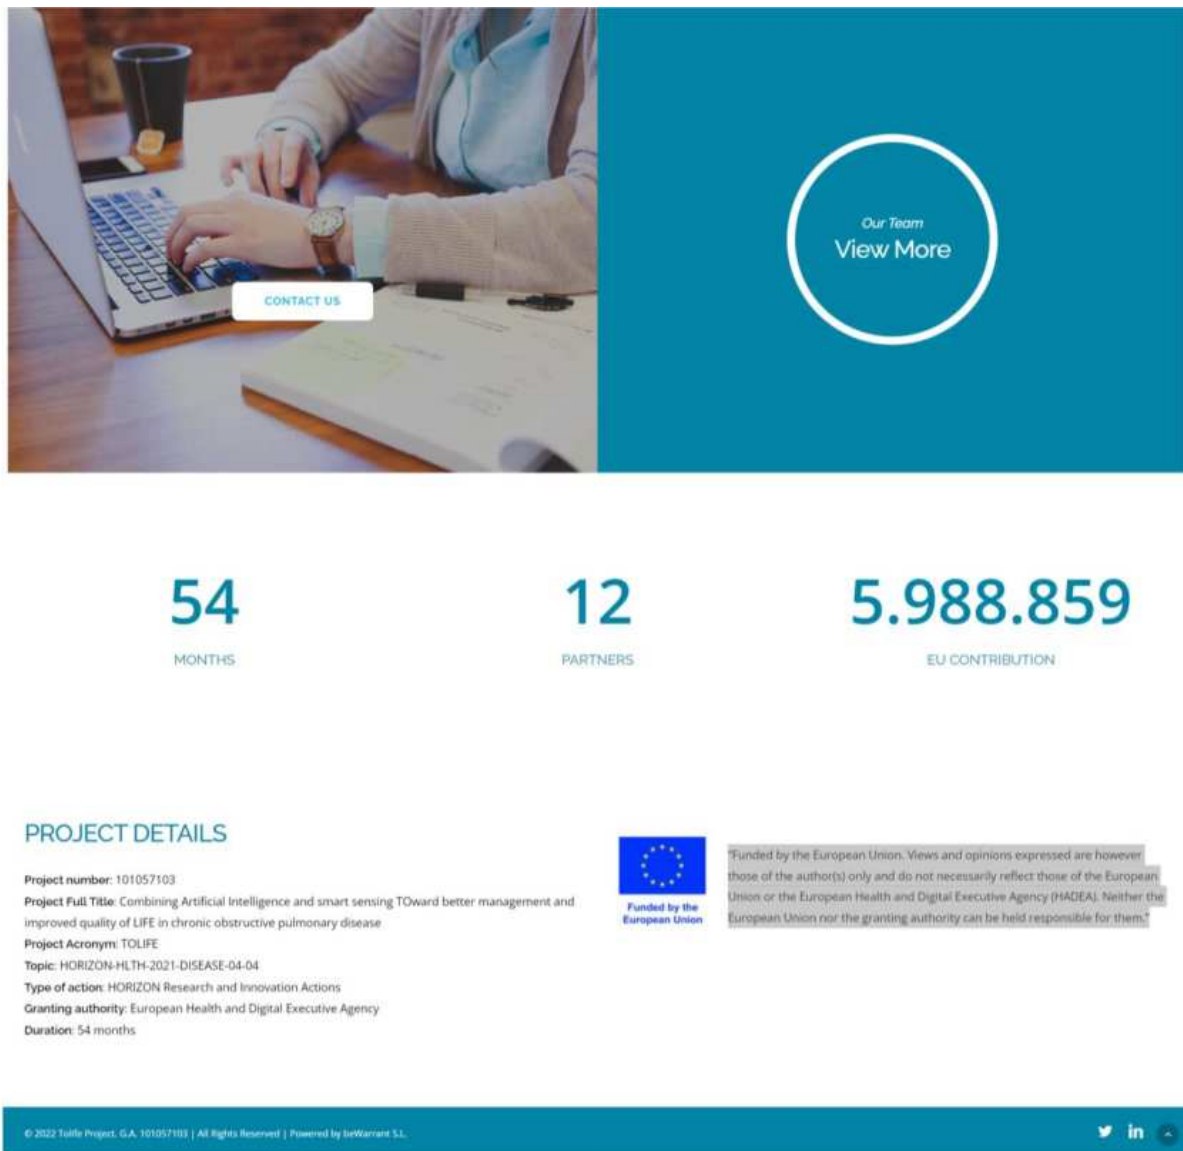 CONTACT US
Our Team
View More
54
MONTHS
12
PARTNERS
5.988.859
EU CONTRIBUTION
PROJECT DETAILS
Project number: 101057103
Project Full Title: Combining Artificial Intelligence and smart sensing TOward better management and
improved quality of LIFE in chronic obstructive pulmonary disease
Project Acronym: TOLIFE
Topic: HORIZON-HLTH-2021-DISEASE-04-04
Type of action: HORIZON Research and Innovation Actions
Granting authority: European Health and Digital Executive Agency
Duration: 54 months
Funded by the
European Union
"Funded by the European Union. Views and opinions expressed are however
those of the author(s) only and do not necessarily reflect those of the European
Union or the European Health and Digital Executive Agency (HADEA). Neither the
European Union nor the granting authority can be held responsible for them."
© 2022 Tolife Project. G.A. 101057103 | All Rights Reserved | Powered by beWarrant S.L.
in